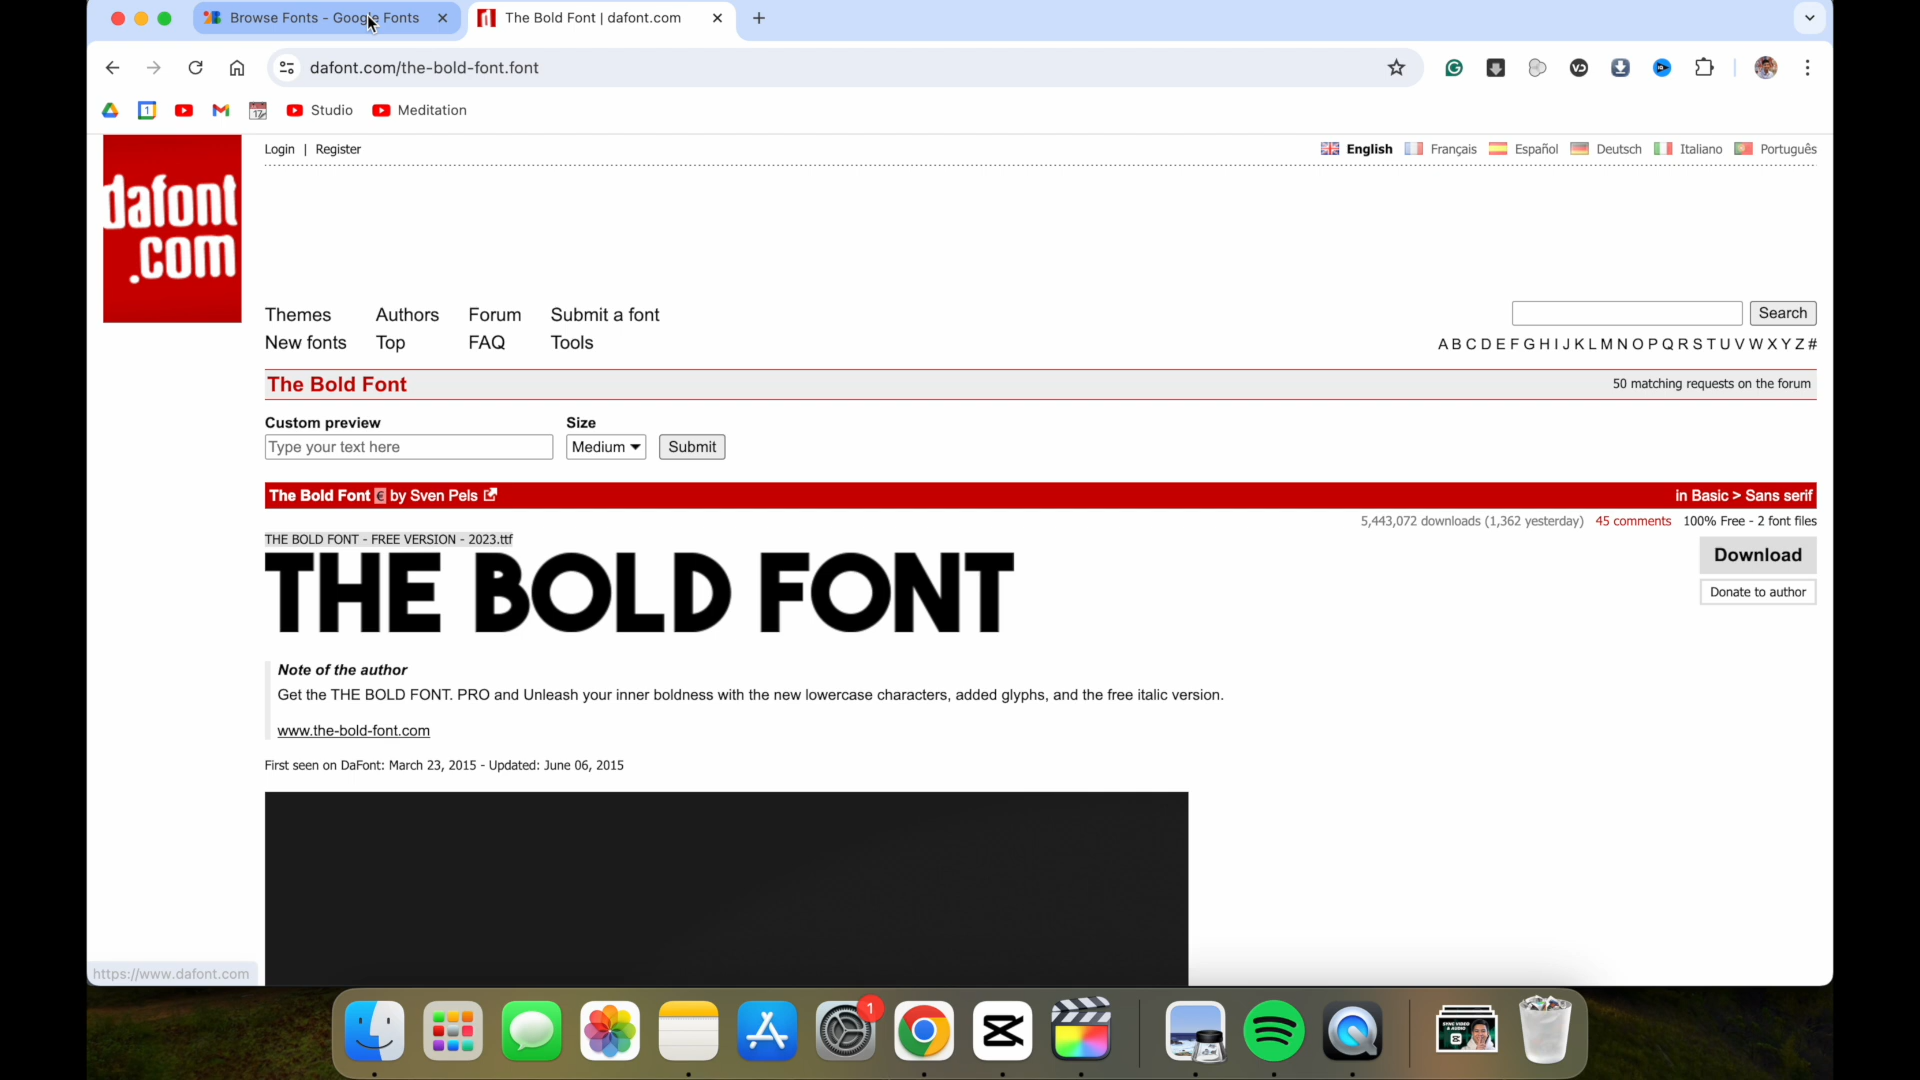 Browse Fonts - Google Fonts
The Bold Font | dafont.com
dafont.com/the-bold-font.font
Studio
Meditation
dafont
.com
Login | Register
English Français Español Deutsch Italiano Português
Themes Authors Forum Submit a font
Search
New fonts Top FAQ Tools
A B C D E F G H I J K L M N O P Q R S T U V W X Y Z #
The Bold Font
50 matching requests on the forum
Custom preview Size
Type your text here Medium Submit
The Bold Font € by Sven Pels
in Basic > Sans serif
5,443,072 downloads (1,362 yesterday) 45 comments 100% Free - 2 font files
THE BOLD FONT - FREE VERSION - 2023.ttf
Download
THE BOLD FONT
Donate to author
Note of the author
Get the THE BOLD FONT. PRO and Unleash your inner boldness with the new lowercase characters, added glyphs, and the free italic version.
www.the-bold-font.com
First seen on DaFont: March 23, 2015 - Updated: June 06, 2015
https://www.dafont.com
1
SYNC VIDEO
& AUDIO